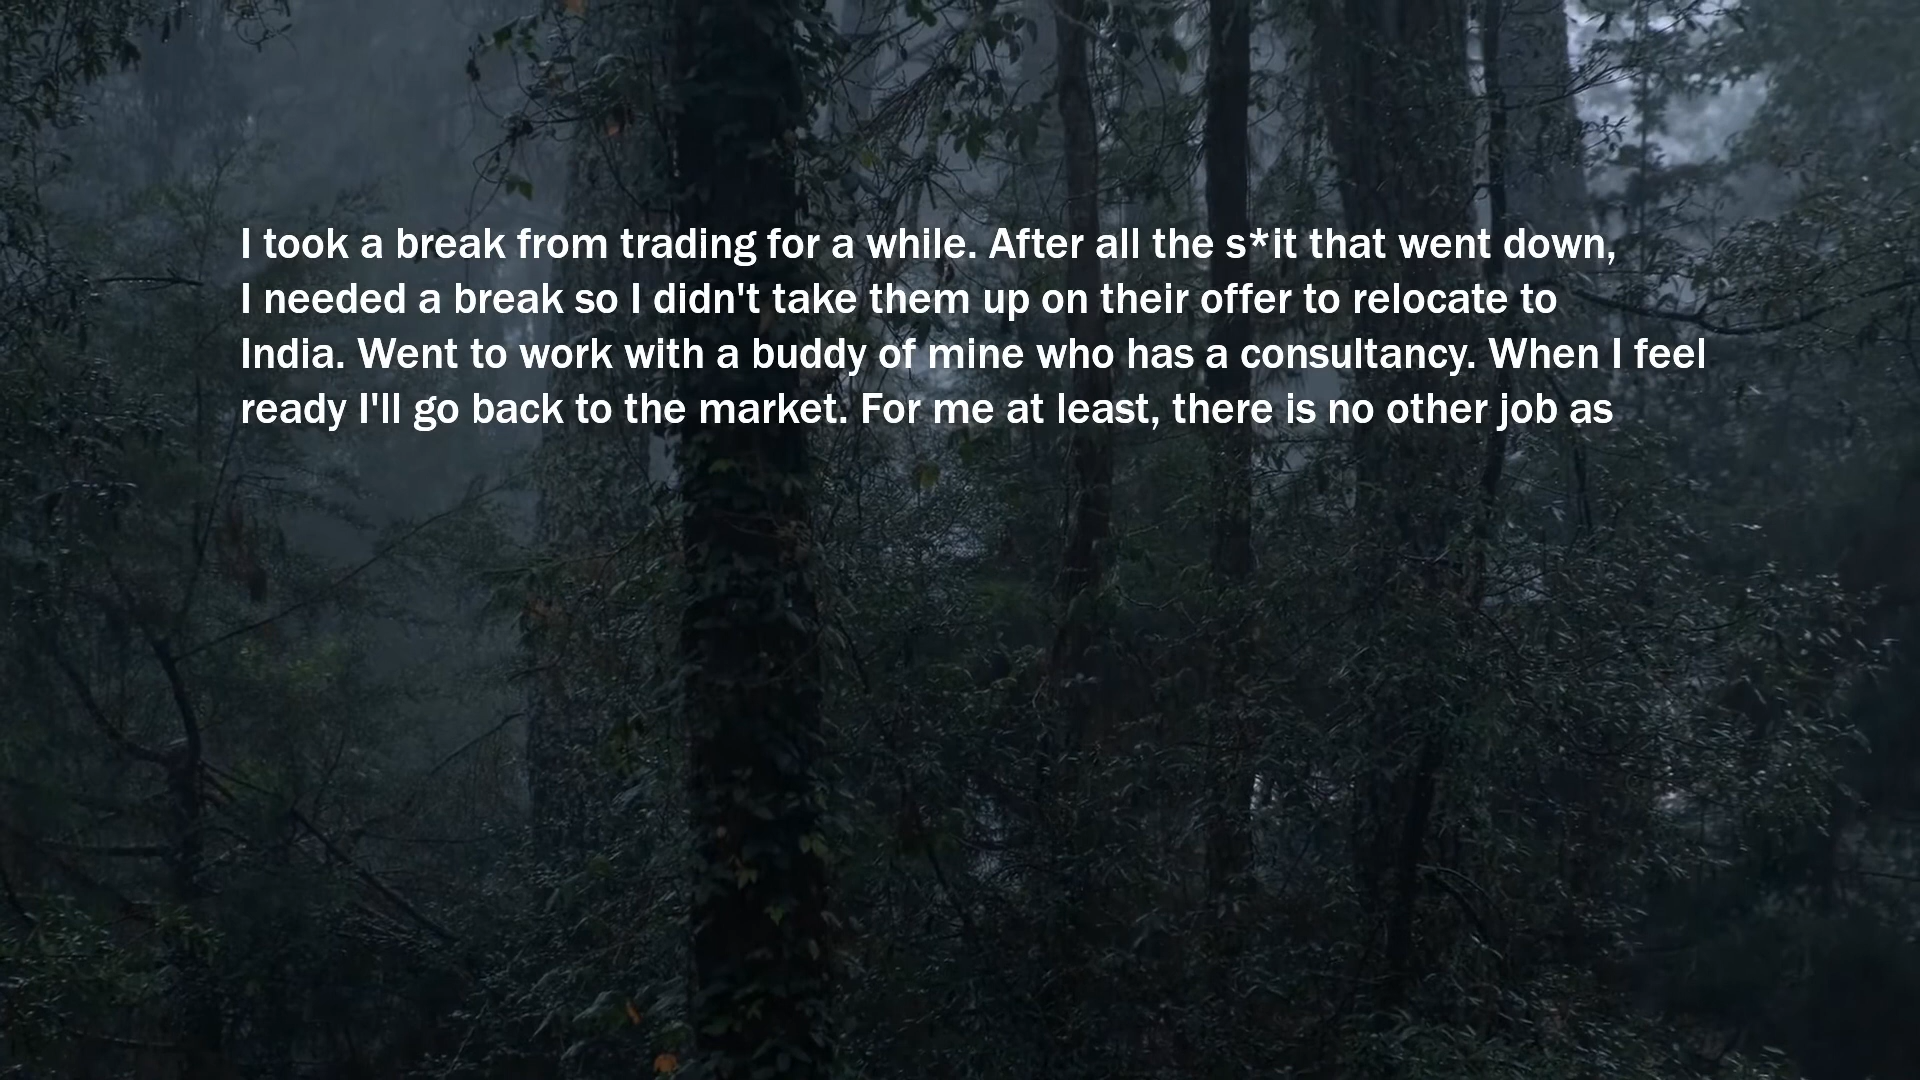 I took a break from trading for a while. After all the s*it that went down,
I needed a break so I didn't take them up on their offer to relocate to
India. Went to work with a buddy of mine who has a consultancy. When I feel
ready I'll go back to the market. For me at least, there is no other job as